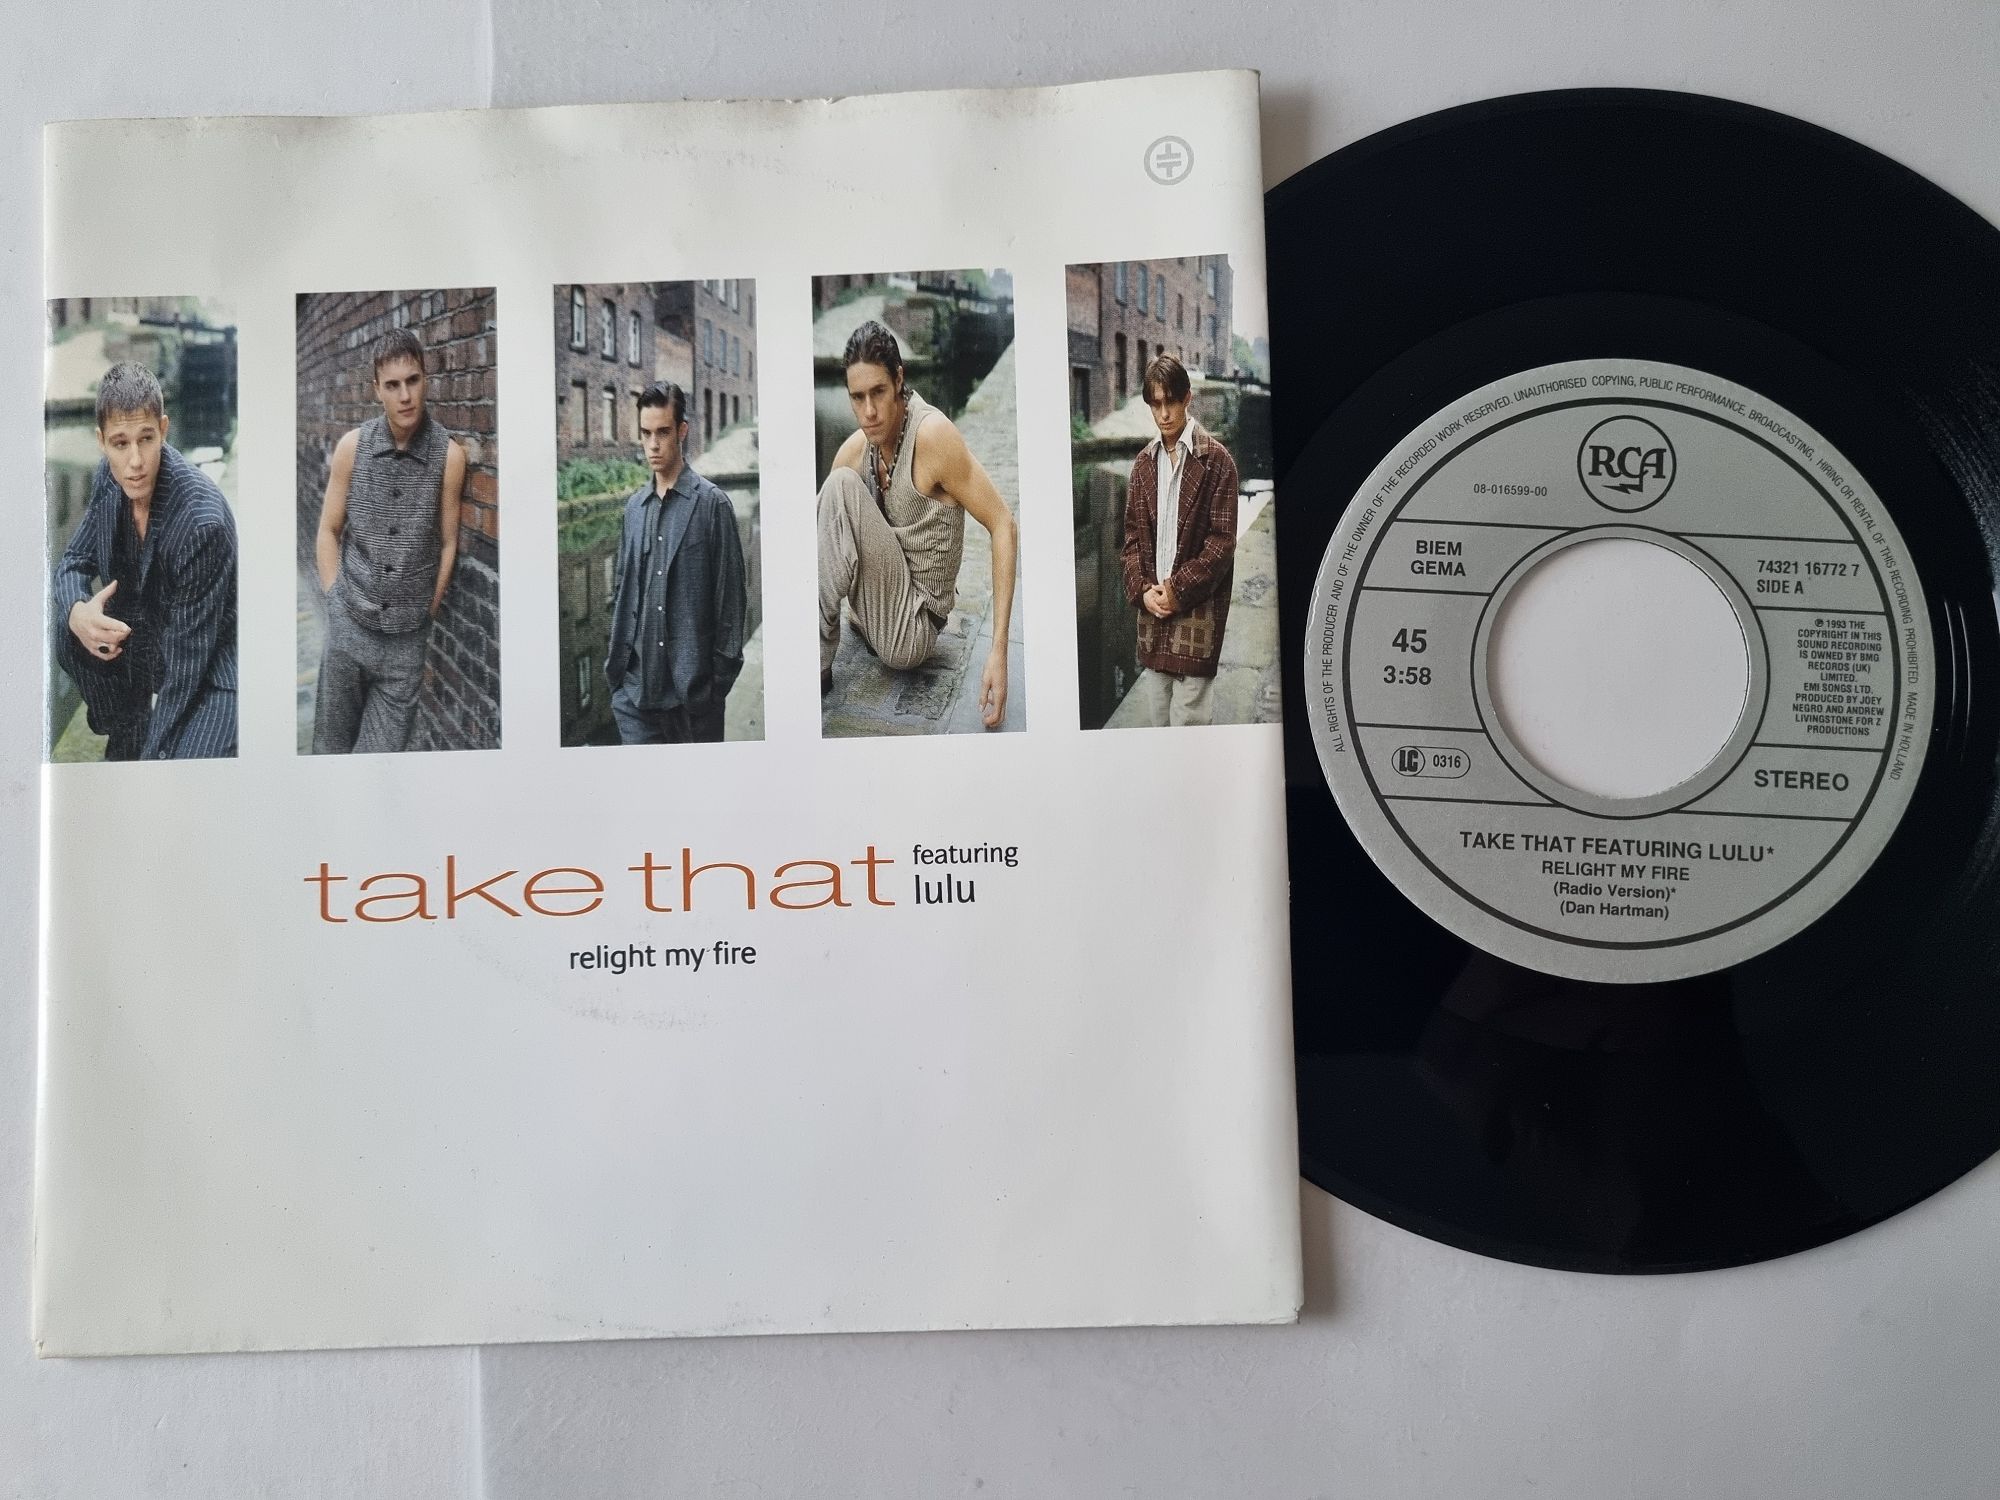 take that featuring
lulu
relight my fire
ALL RIGHTS OF THE PRODUCER AND OF THE OWNER OF THE RECORDED WORK RESERVED. UNAUTHORISED COPYING, PUBLIC PERFORMANCE, BROADCASTING, HIRING OR RENTAL OF THIS RECORDING PROHIBITED. MADE IN HOLLAND.
RCA
08-016599-00
BIEM
GEMA
74321 16772 7
SIDE A
45
3:58
℗ 1993 THE
COPYRIGHT IN THIS
SOUND RECORDING
IS OWNED BY BMG
RECORDS (UK)
LIMITED.
EMI SONGS LTD.
PRODUCED BY JOEY
NEGRO AND ANDREW
LIVINGSTONE FOR Z
PRODUCTIONS
LC 0316
STEREO
TAKE THAT FEATURING LULU*
RELIGHT MY FIRE
(Radio Version)*
(Dan Hartman)